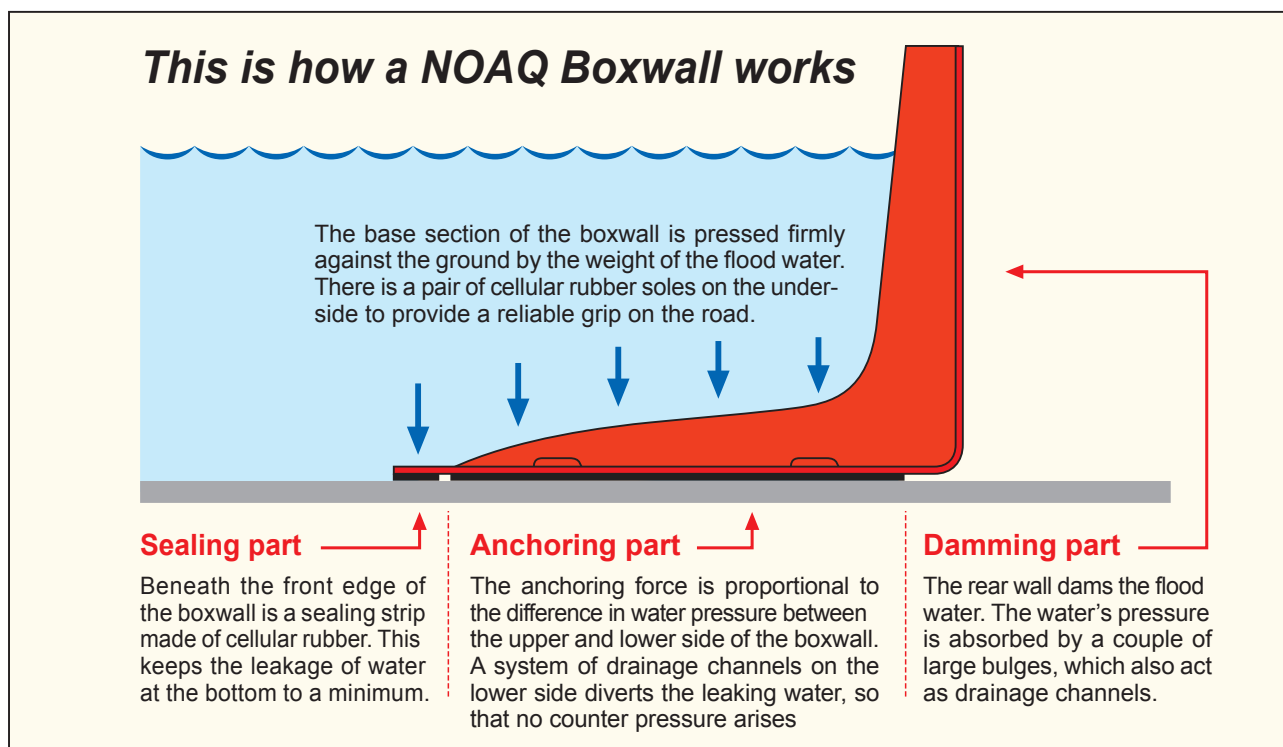 This is how a NOAQ Boxwall works
The base section of the boxwall is pressed firmly
against the ground by the weight of the flood water.
There is a pair of cellular rubber soles on the under-
side to provide a reliable grip on the road.
Sealing part
Beneath the front edge of
the boxwall is a sealing strip
made of cellular rubber. This
keeps the leakage of water
at the bottom to a minimum.
Anchoring part
The anchoring force is proportional to
the difference in water pressure between
the upper and lower side of the boxwall.
A system of drainage channels on the
lower side diverts the leaking water, so
that no counter pressure arises
Damming part
The rear wall dams the flood
water. The water’s pressure
is absorbed by a couple of
large bulges, which also act
as drainage channels.